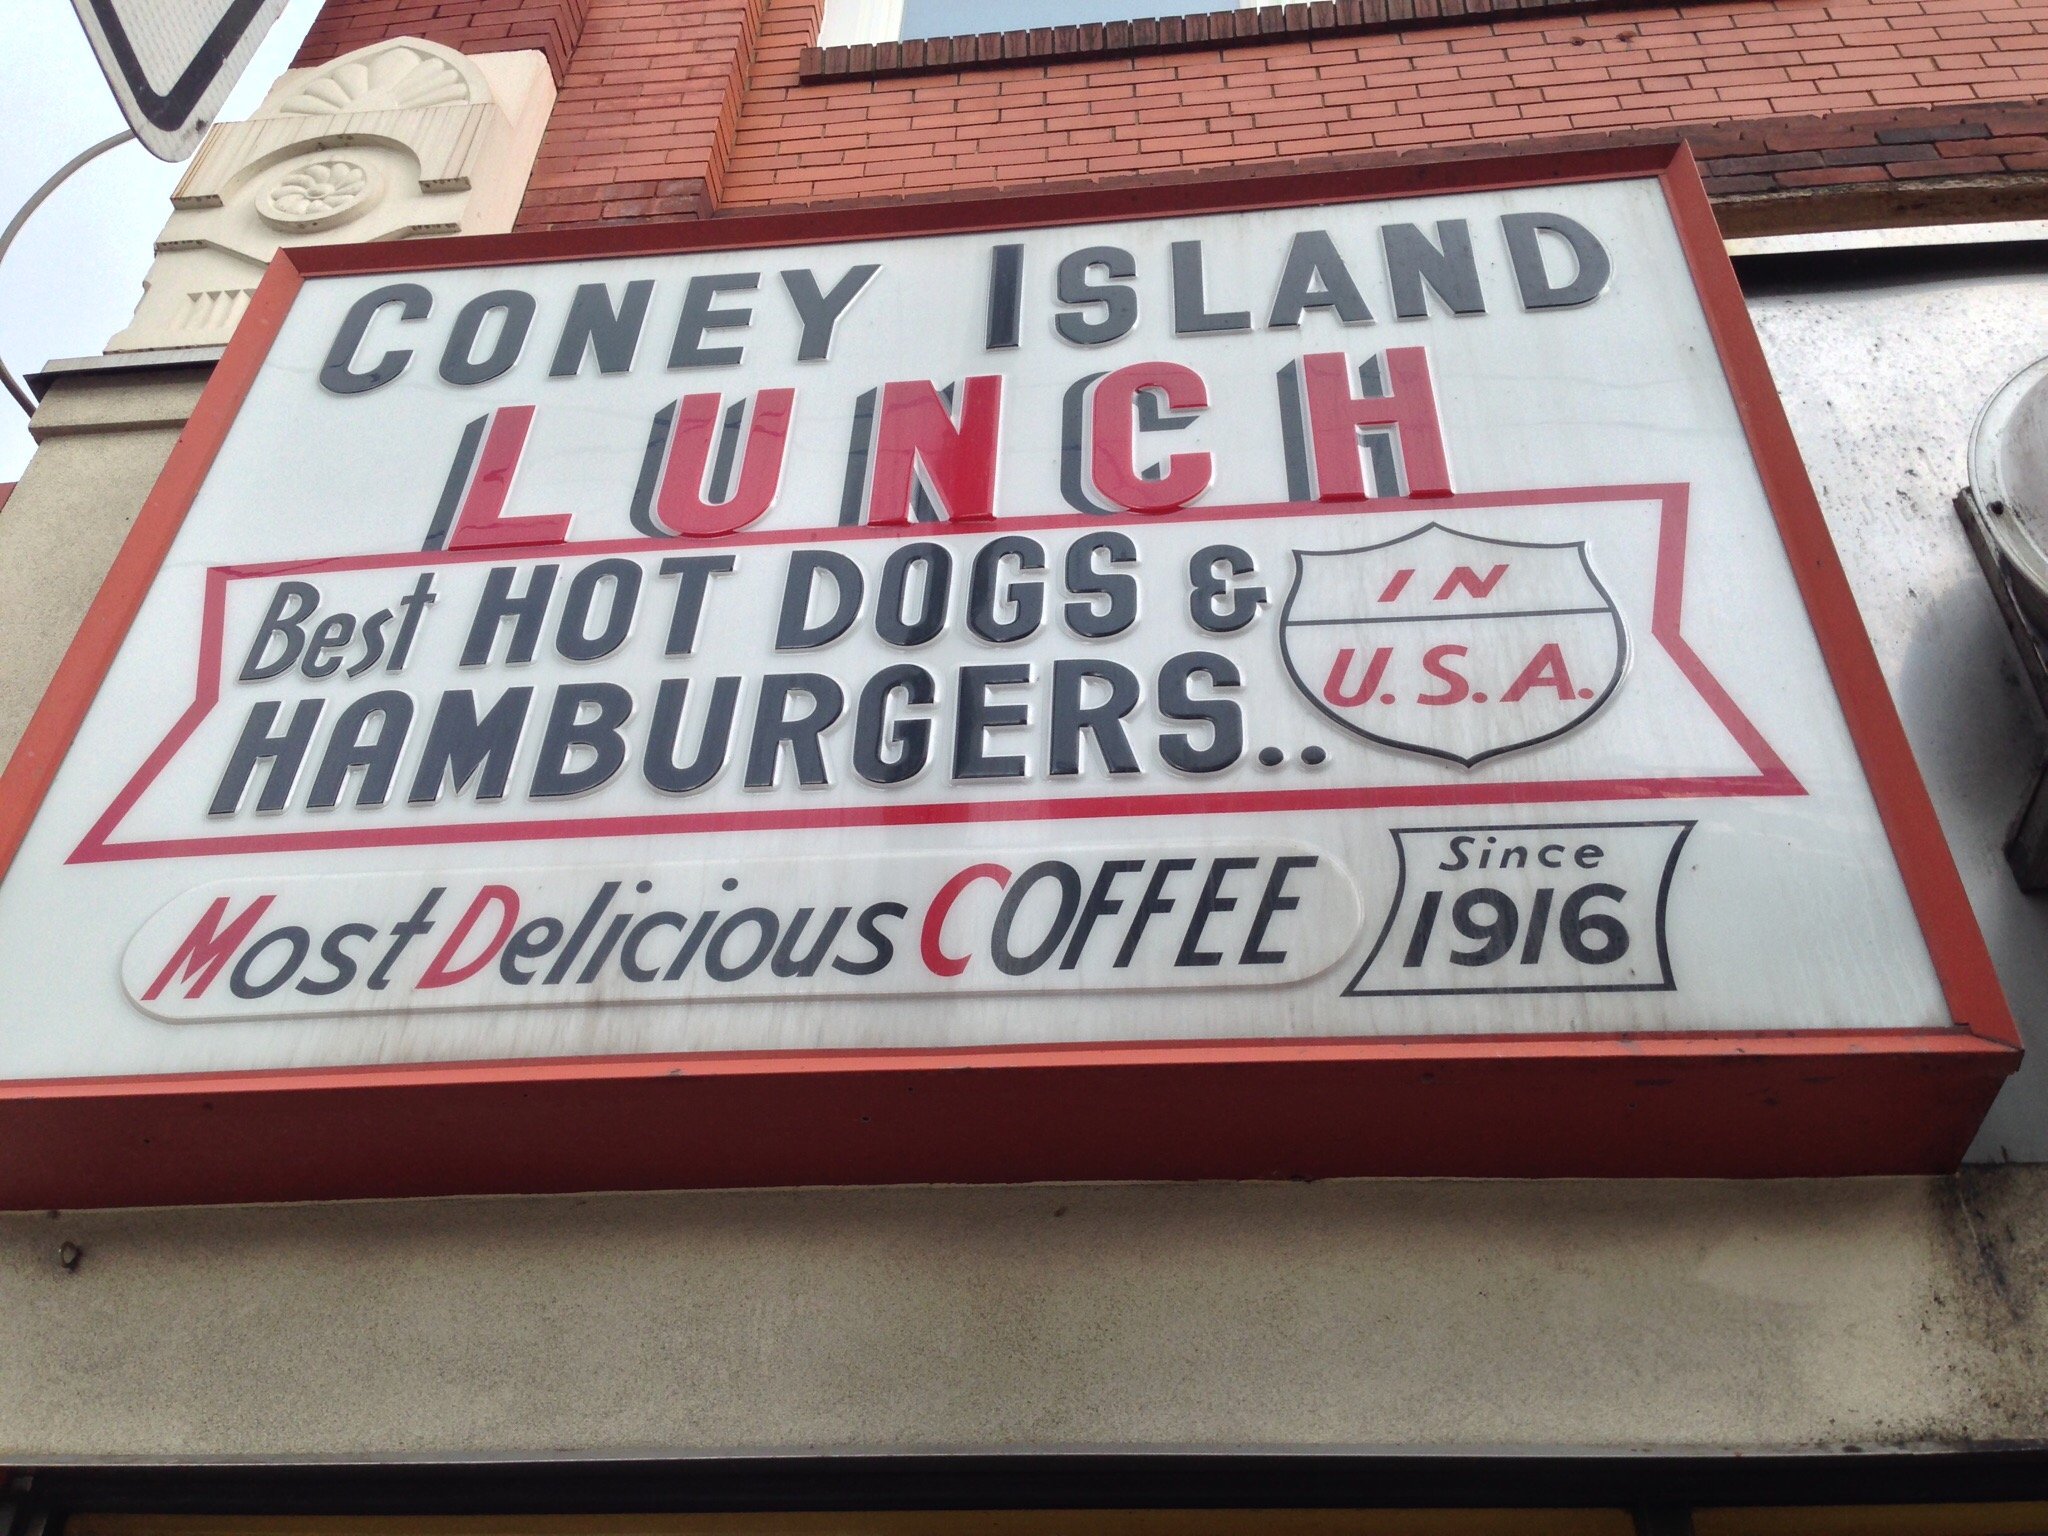 CONEY ISLAND
LUNCH
Best HOT DOGS &
HAMBURGERS..
IN
U.S.A.
Most Delicious COFFEE
Since
1916